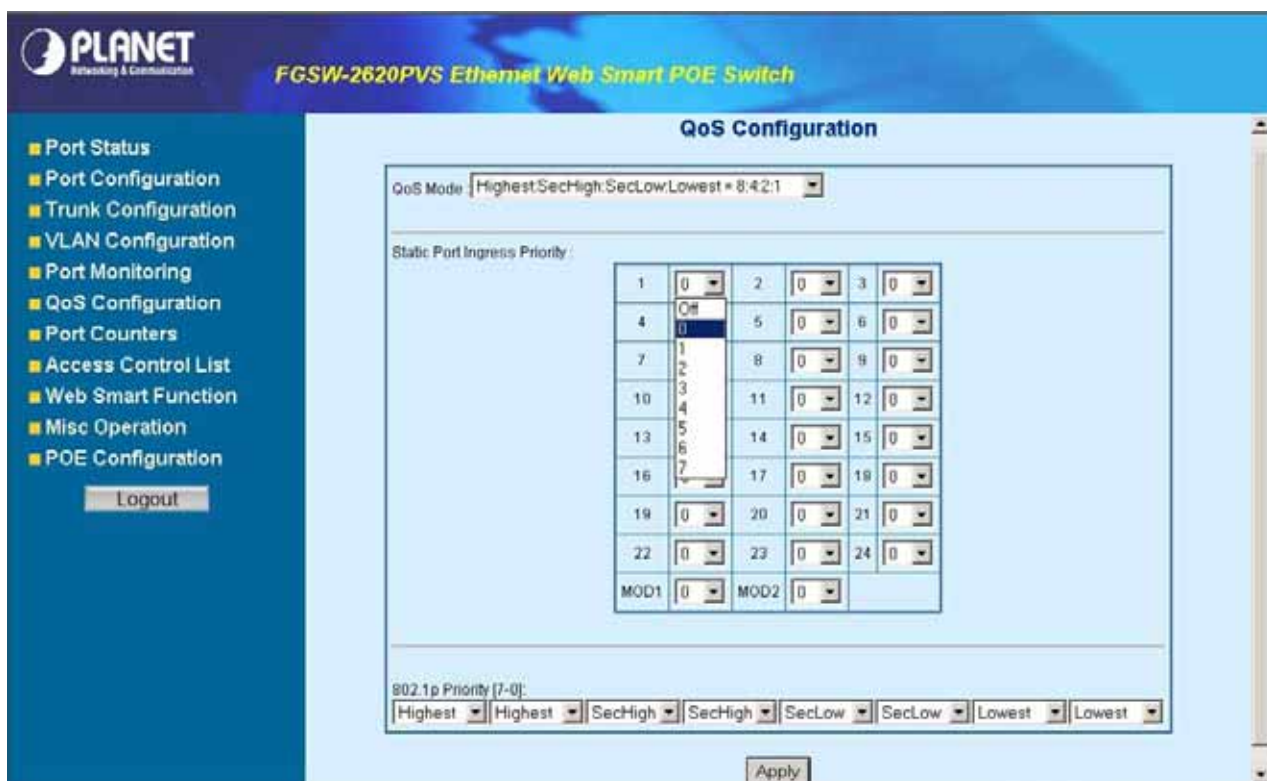 PLANET
Networking & Communication
FGSW-2620PVS Ethernet Web Smart POE Switch
Port Status
Port Configuration
Trunk Configuration
VLAN Configuration
Port Monitoring
QoS Configuration
Port Counters
Access Control List
Web Smart Function
Misc Operation
POE Configuration
Logout
QoS Configuration
QoS Mode : Highest:SecHigh:SecLow:Lowest = 8:4:2:1
Static Port Ingress Priority :
1 0 2 0 3 0
Off
0
1
2
3
4
5
6
7
4 5 0 6 0
7 8 0 9 0
10 11 0 12 0
13 14 0 15 0
16 17 0 18 0
19 0 20 0 21 0
22 0 23 0 24 0
MOD1 0 MOD2 0
802.1p Priority [7-0]:
Highest Highest SecHigh SecHigh SecLow SecLow Lowest Lowest
Apply